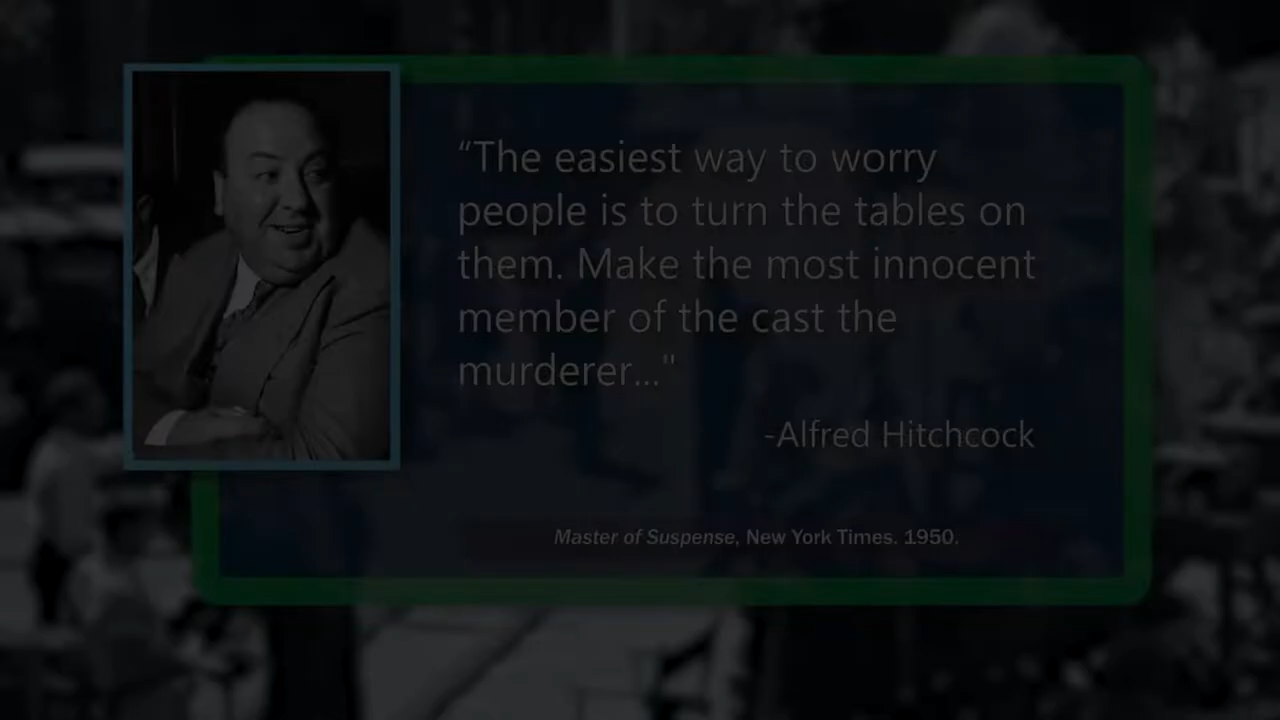 “The easiest way to worry
people is to turn the tables on
them. Make the most innocent
member of the cast the
murderer..."
-Alfred Hitchcock
Master of Suspense, New York Times. 1950.